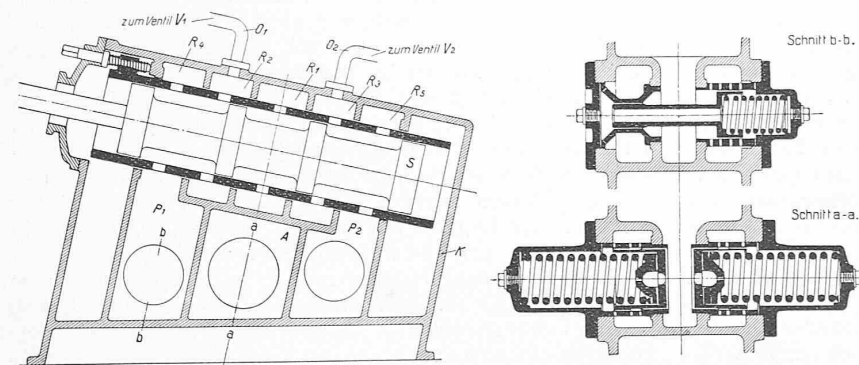 zum Ventil V1
O1
R4
R2
R1
O2
zum Ventil V2
R3
R5
S
P1
b
a
A
P2
K
b
a
Schnitt b-b.
Schnitt a-a.